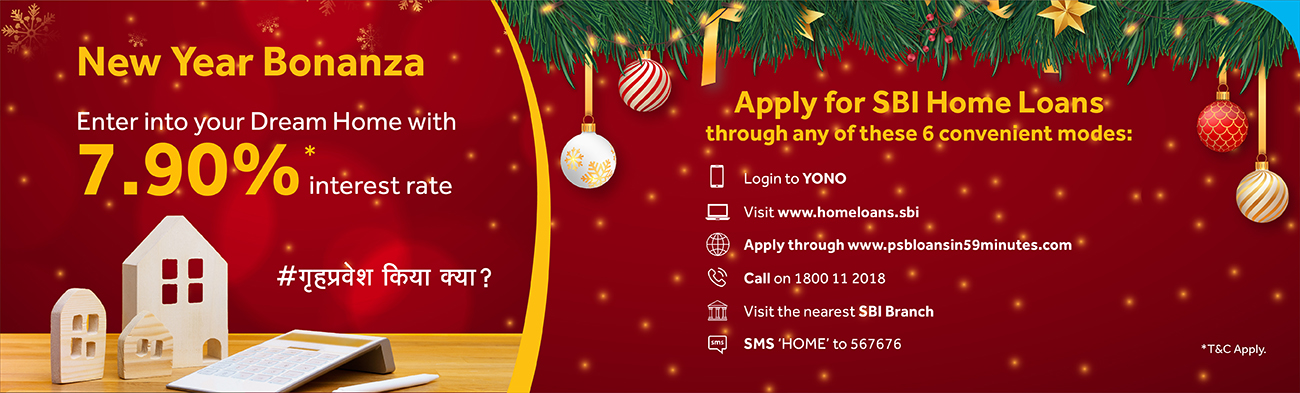 New Year Bonanza
Enter into your Dream Home with
7.90%* interest rate
#गृहप्रवेश किया क्या?
Apply for SBI Home Loans
through any of these 6 convenient modes:
Login to YONO
Visit www.homeloans.sbi
Apply through www.psbloansin59minutes.com
Call on 1800 11 2018
Visit the nearest SBI Branch
sms SMS 'HOME' to 567676
*T&C Apply.